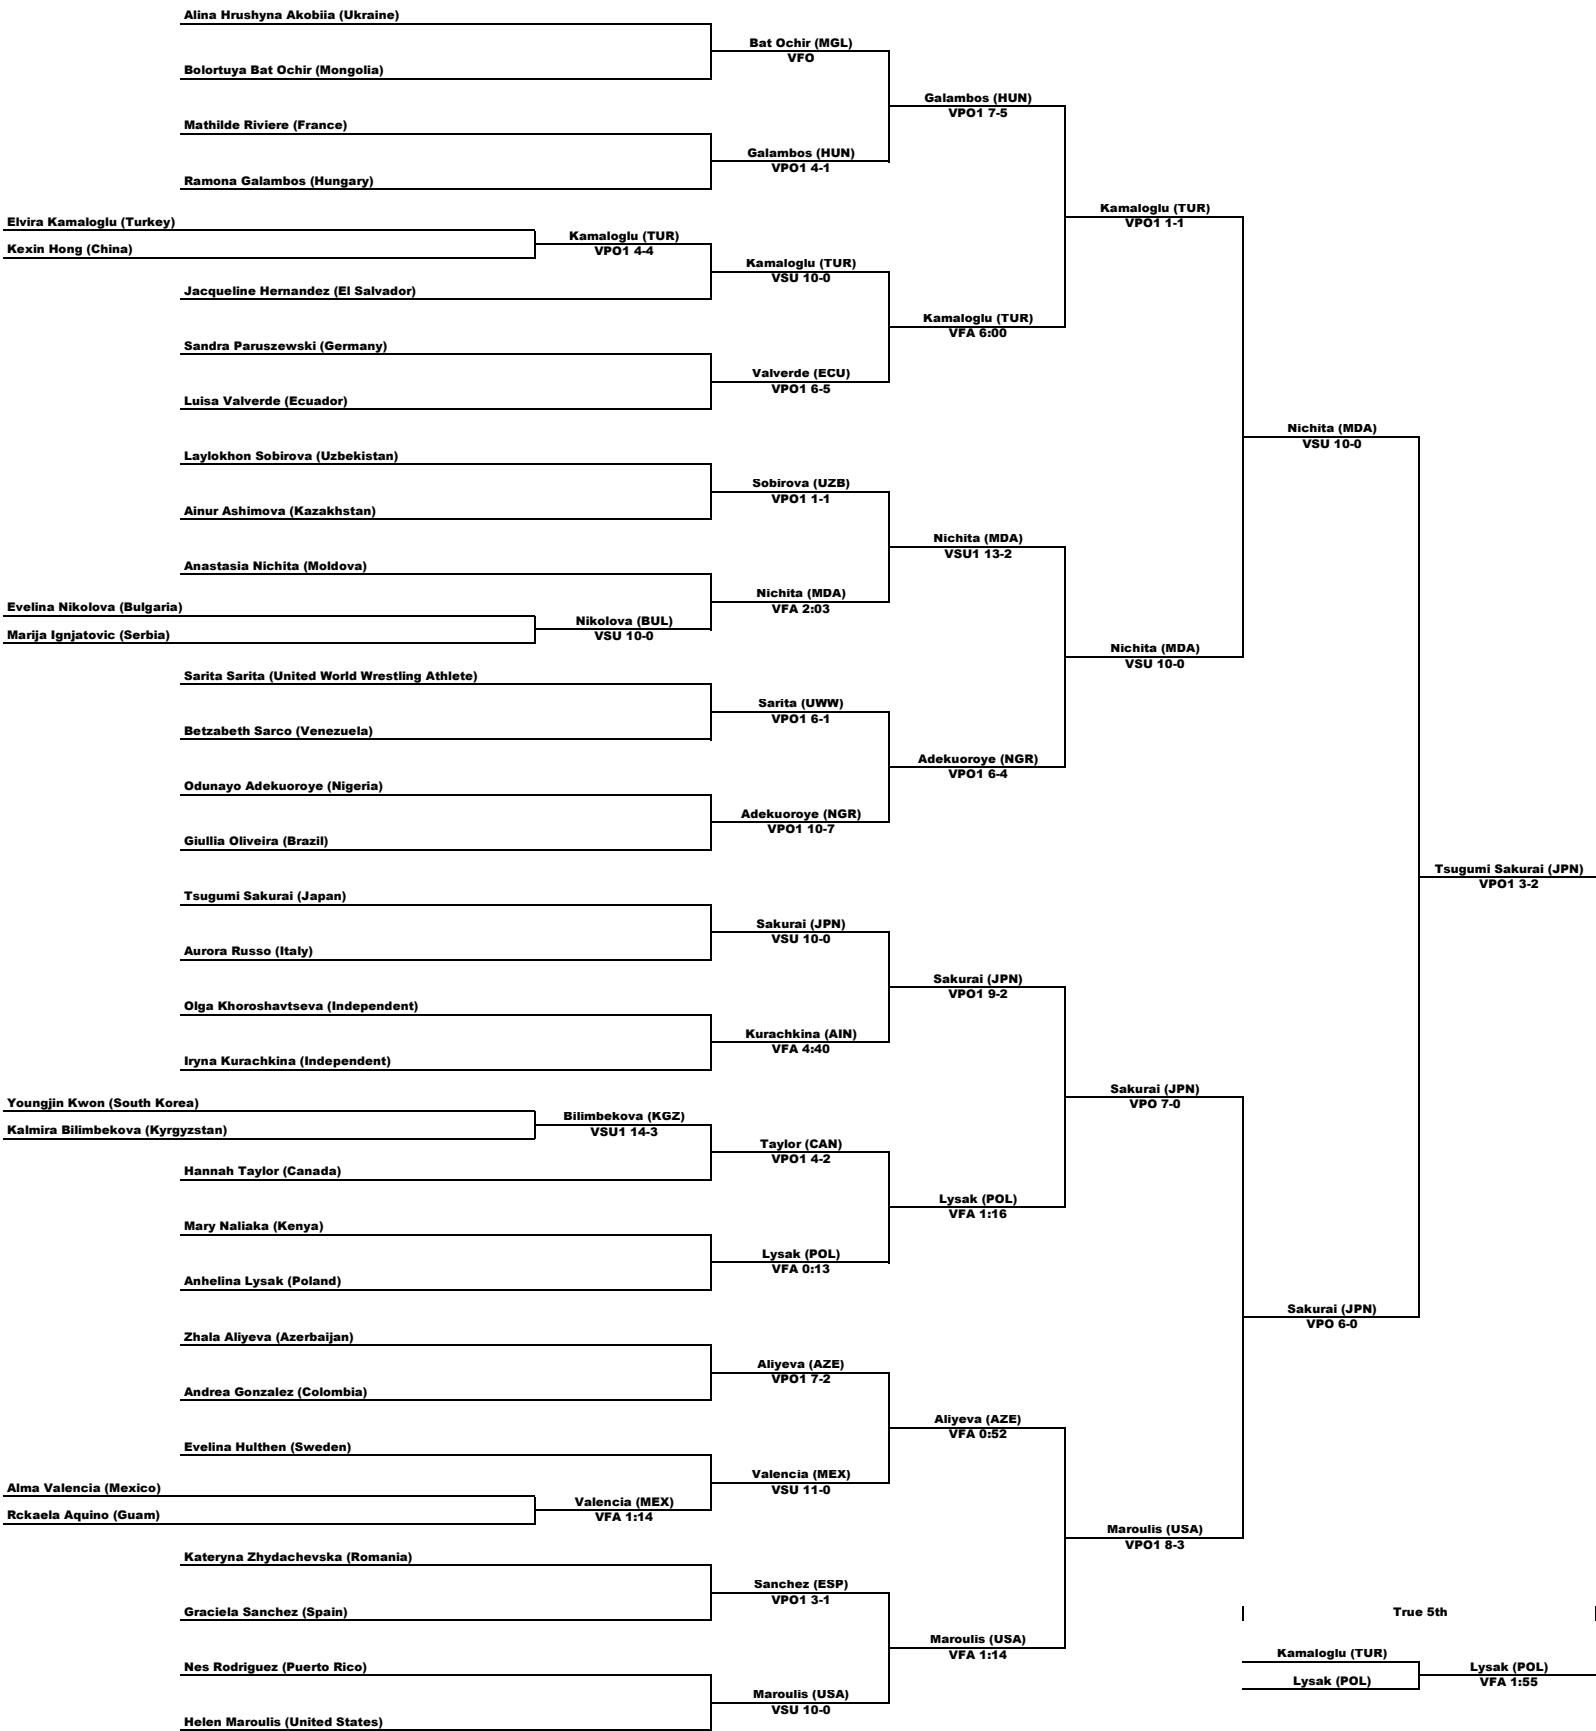 Alina Hrushyna Akobiia (Ukraine)
Bat Ochir (MGL)
VFO
Bolortuya Bat Ochir (Mongolia)
Galambos (HUN)
VPO1 7-5
Mathilde Riviere (France)
Galambos (HUN)
VPO1 4-1
Ramona Galambos (Hungary)
Kamaloglu (TUR)
VPO1 1-1
Elvira Kamaloglu (Turkey)
Kamaloglu (TUR)
VPO1 4-4
Kexin Hong (China)
Kamaloglu (TUR)
VSU 10-0
Jacqueline Hernandez (El Salvador)
Kamaloglu (TUR)
VFA 6:00
Sandra Paruszewski (Germany)
Valverde (ECU)
VPO1 6-5
Luisa Valverde (Ecuador)
Nichita (MDA)
VSU 10-0
Laylokhon Sobirova (Uzbekistan)
Sobirova (UZB)
VPO1 1-1
Ainur Ashimova (Kazakhstan)
Nichita (MDA)
VSU1 13-2
Anastasia Nichita (Moldova)
Nichita (MDA)
VFA 2:03
Evelina Nikolova (Bulgaria)
Nikolova (BUL)
VSU 10-0
Marija Ignjatovic (Serbia)
Nichita (MDA)
VSU 10-0
Sarita Sarita (United World Wrestling Athlete)
Sarita (UWW)
VPO1 6-1
Betzabeth Sarco (Venezuela)
Adekuoroye (NGR)
VPO1 6-4
Odunayo Adekuoroye (Nigeria)
Adekuoroye (NGR)
VPO1 10-7
Giullia Oliveira (Brazil)
Tsugumi Sakurai (JPN)
VPO1 3-2
Tsugumi Sakurai (Japan)
Sakurai (JPN)
VSU 10-0
Aurora Russo (Italy)
Sakurai (JPN)
VPO1 9-2
Olga Khoroshavtseva (Independent)
Kurachkina (AIN)
VFA 4:40
Iryna Kurachkina (Independent)
Sakurai (JPN)
VPO 7-0
Youngjin Kwon (South Korea)
Bilimbekova (KGZ)
VSU1 14-3
Kalmira Bilimbekova (Kyrgyzstan)
Taylor (CAN)
VPO1 4-2
Hannah Taylor (Canada)
Lysak (POL)
VFA 1:16
Mary Naliaka (Kenya)
Lysak (POL)
VFA 0:13
Anhelina Lysak (Poland)
Sakurai (JPN)
VPO 6-0
Zhala Aliyeva (Azerbaijan)
Aliyeva (AZE)
VPO1 7-2
Andrea Gonzalez (Colombia)
Aliyeva (AZE)
VFA 0:52
Evelina Hulthen (Sweden)
Valencia (MEX)
VSU 11-0
Alma Valencia (Mexico)
Valencia (MEX)
VFA 1:14
Rckaela Aquino (Guam)
Maroulis (USA)
VPO1 8-3
Kateryna Zhydachevska (Romania)
Sanchez (ESP)
VPO1 3-1
Graciela Sanchez (Spain)
Maroulis (USA)
VFA 1:14
Nes Rodriguez (Puerto Rico)
Maroulis (USA)
VSU 10-0
Helen Maroulis (United States)
True 5th
Kamaloglu (TUR)
Lysak (POL)
Lysak (POL)
VFA 1:55